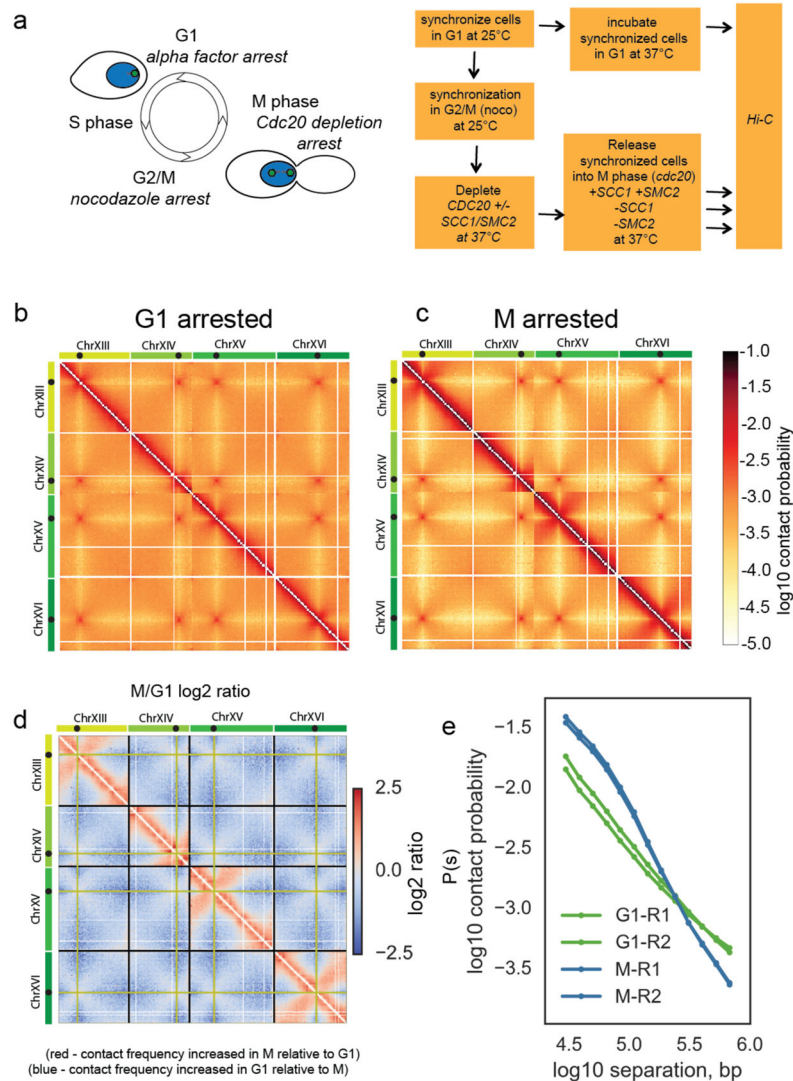 a
G1
alpha factor arrest
S phase
M phase
Cdc20 depletion
arrest
G2/M
nocodazole arrest
synchronize cells
in G1 at 25°C
incubate
synchronized cells
in G1 at 37°C
synchronization
in G2/M (noco)
at 25°C
Deplete
CDC20 +/-
SCC1/SMC2
at 37°C
Release
synchronized cells
into M phase (cdc20)
+SCC1 +SMC2
-SCC1
-SMC2
at 37°C
Hi-C
b
G1 arrested
ChrXIII ChrXIV ChrXV ChrXVI
ChrXIII
ChrXIV
ChrXV
ChrXVI
c
M arrested
ChrXIII ChrXIV ChrXV ChrXVI
ChrXIII
ChrXIV
ChrXV
ChrXVI
-1.0
-1.5
-2.0
-2.5
-3.0
-3.5
-4.0
-4.5
-5.0
log10 contact probability
d
M/G1 log2 ratio
ChrXIII ChrXIV ChrXV ChrXVI
ChrXIII
ChrXIV
ChrXV
ChrXVI
2.5
0.0
−2.5
log2 ratio
(red - contact frequency increased in M relative to G1)
(blue - contact frequency increased in G1 relative to M)
e
P(s)
log10 contact probability
−1.5
−2.0
−2.5
−3.0
−3.5
G1-R1
G1-R2
M-R1
M-R2
4.5 5.0 5.5 6.0
log10 separation, bp